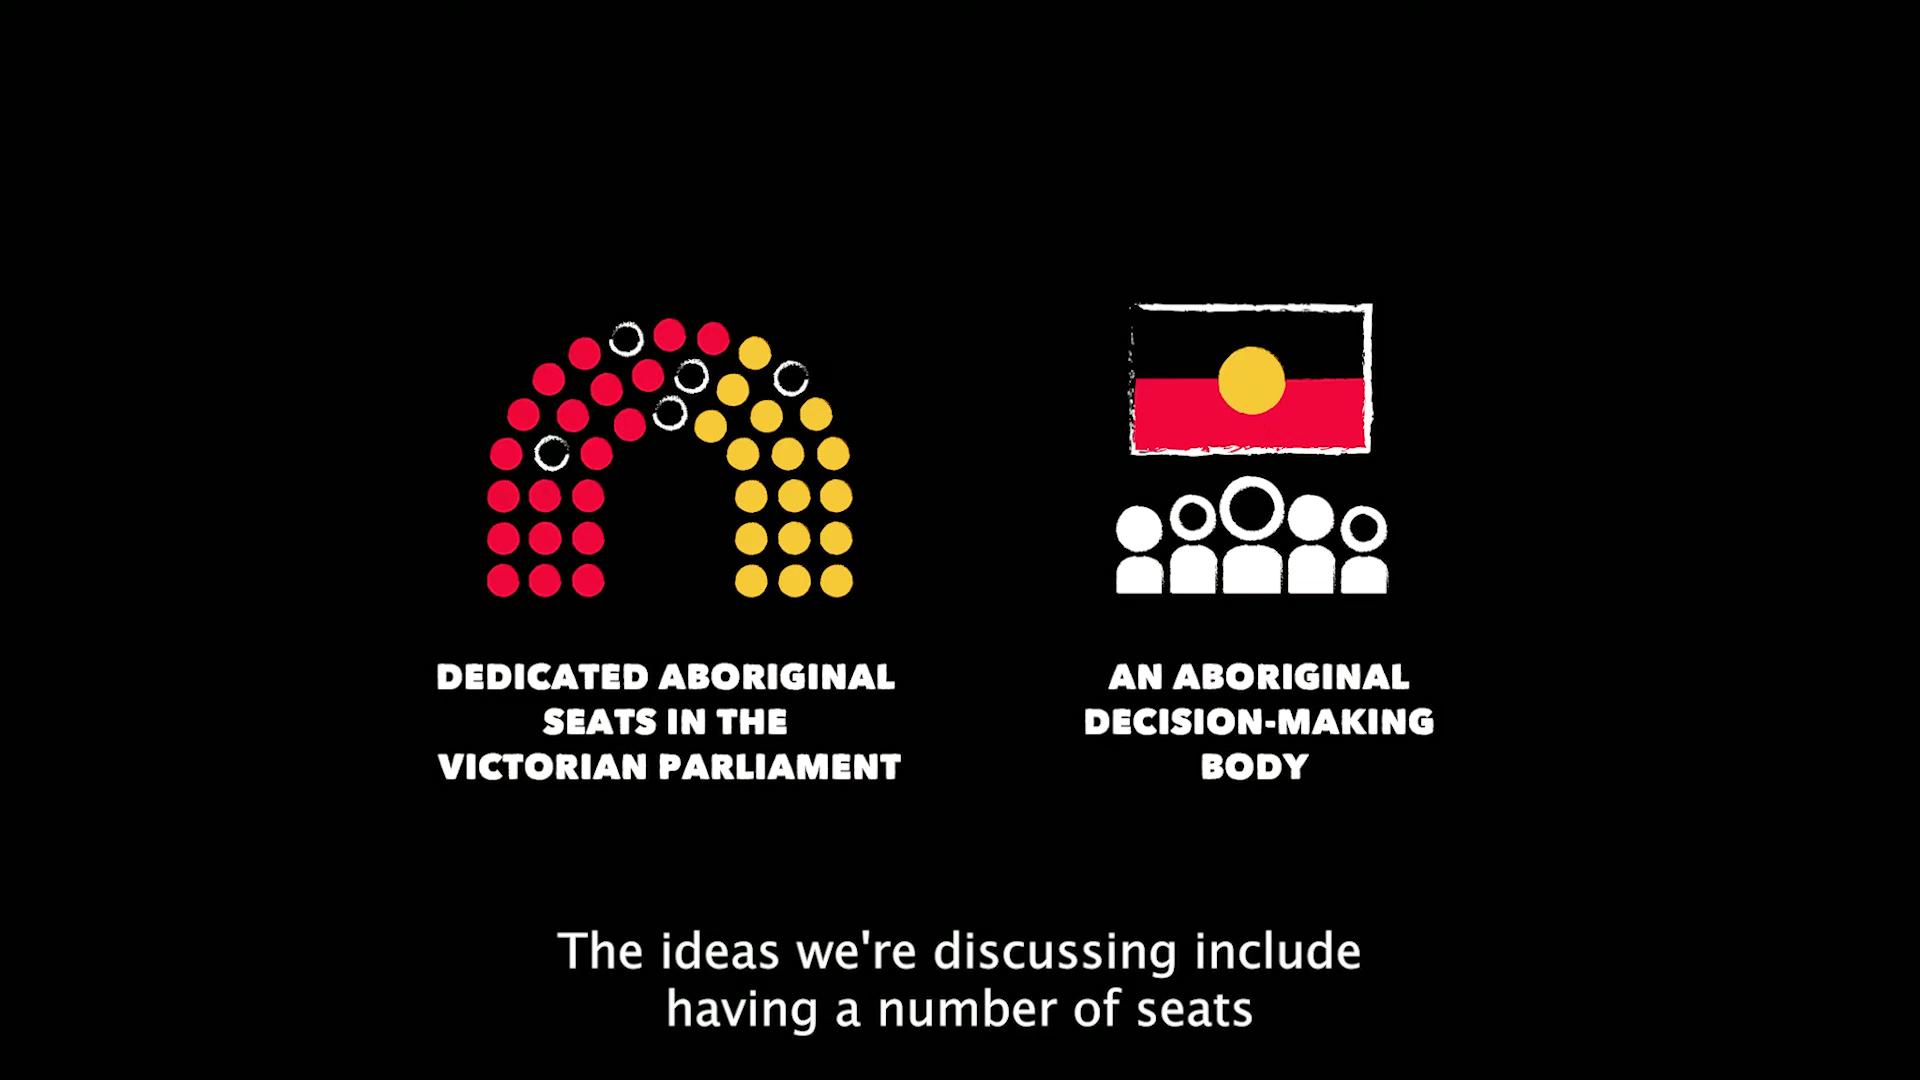 DEDICATED ABORIGINAL
SEATS IN THE
VICTORIAN PARLIAMENT
AN ABORIGINAL
DECISION-MAKING
BODY
The ideas we're discussing include
having a number of seats